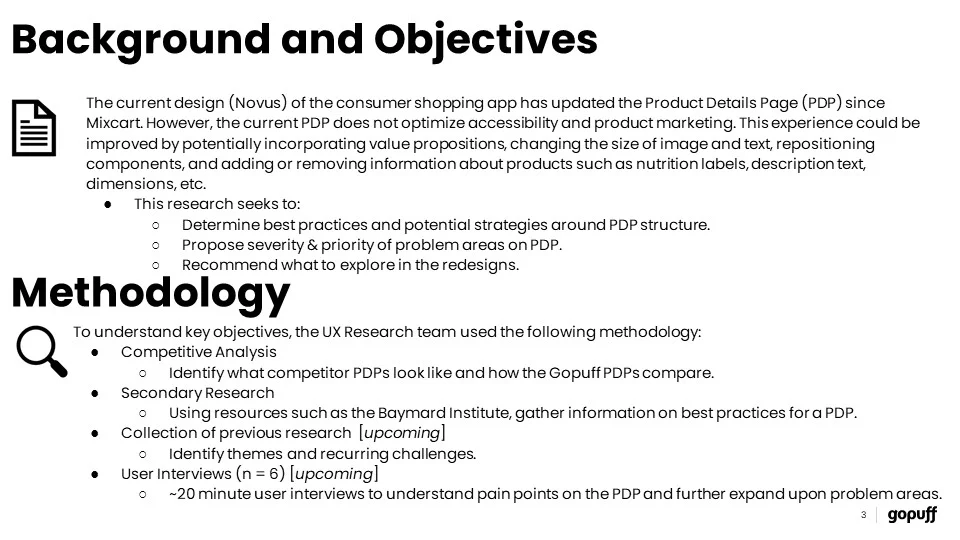 Background and Objectives
The current design (Novus) of the consumer shopping app has updated the Product Details Page (PDP) since
Mixcart. However, the current PDP does not optimize accessibility and product marketing. This experience could be
improved by potentially incorporating value propositions, changing the size of image and text, repositioning
components, and adding or removing information about products such as nutrition labels, description text,
dimensions, etc.
● This research seeks to:
○ Determine best practices and potential strategies around PDP structure.
○ Propose severity & priority of problem areas on PDP.
○ Recommend what to explore in the redesigns.
Methodology
To understand key objectives, the UX Research team used the following methodology:
● Competitive Analysis
○ Identify what competitor PDPs look like and how the Gopuff PDPs compare.
● Secondary Research
○ Using resources such as the Baymard Institute, gather information on best practices for a PDP.
● Collection of previous research [upcoming]
○ Identify themes and recurring challenges.
● User Interviews (n = 6) [upcoming]
○ ~20 minute user interviews to understand pain points on the PDP and further expand upon problem areas.
3 gopuff